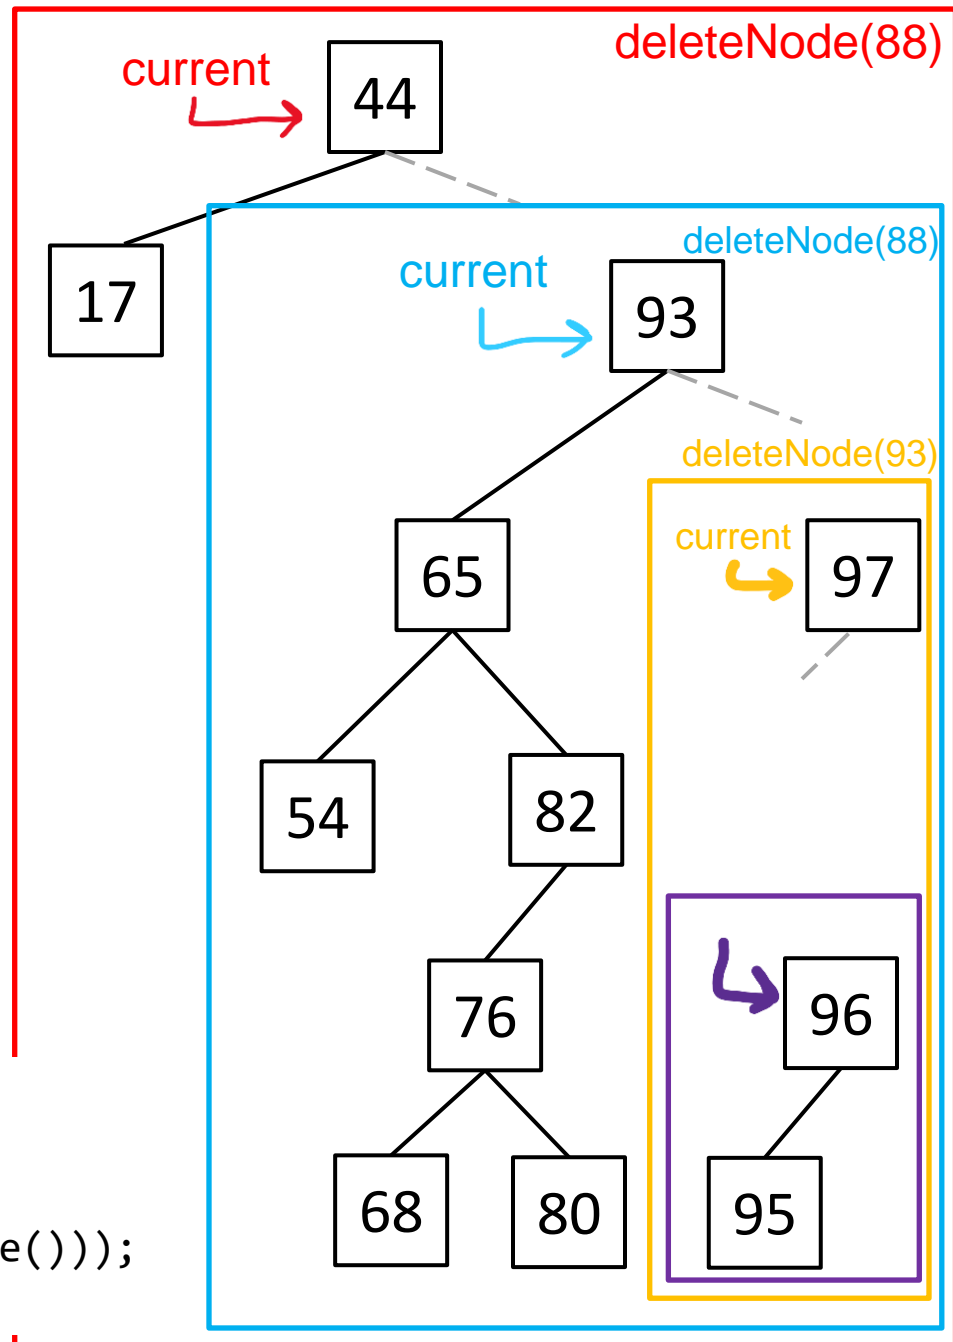 deleteNode(88)
current
44
deleteNode(88)
current
17
93
deleteNode(93)
current
65
97
54
82
76
96
68
80
95
e()));